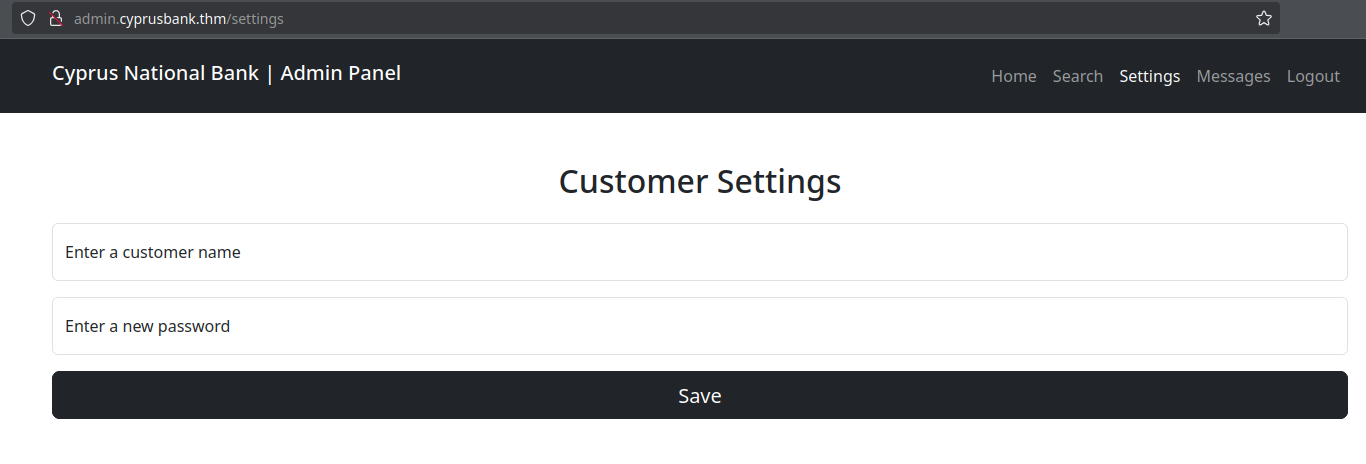 admin.cyprusbank.thm/settings
Cyprus National Bank | Admin Panel
Home Search Settings Messages Logout
Customer Settings
Enter a customer name
Enter a new password
Save